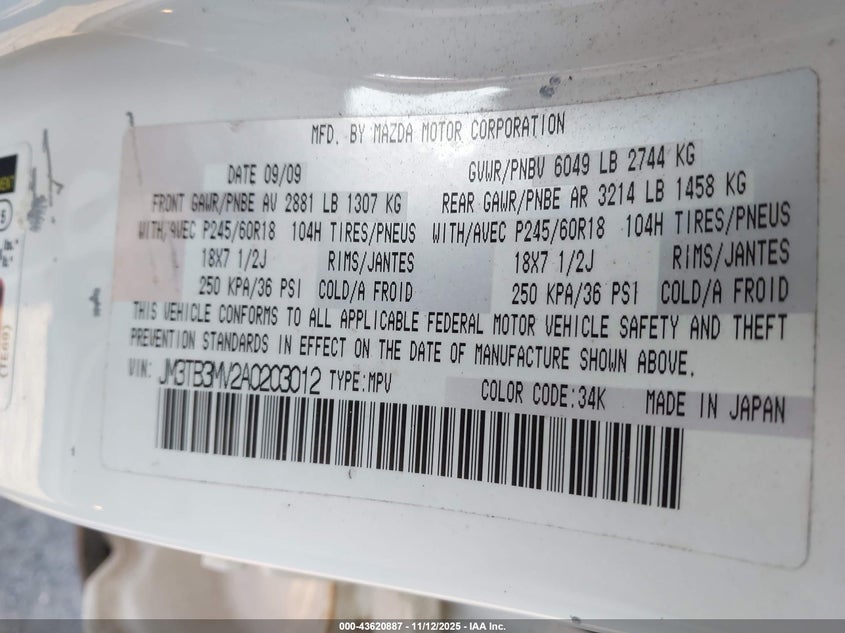 MFD. BY MAZDA MOTOR CORPORATION
DATE 09/09 GVWR/PNBV 6049 LB 2744 KG
FRONT GAWR/PNBE AV 2881 LB 1307 KG REAR GAWR/PNBE AR 3214 LB 1458 KG
WITH/AVEC P245/60R18 104H TIRES/PNEUS WITH/AVEC P245/60R18 104H TIRES/PNEUS
18X7 1/2J RIMS/JANTES 18X7 1/2J RIMS/JANTES
250 KPA/36 PSI COLD/A FROID 250 KPA/36 PSI COLD/A FROID
THIS VEHICLE CONFORMS TO ALL APPLICABLE FEDERAL MOTOR VEHICLE SAFETY AND THEFT
PREVENTION STANDARDS IN EFFECT ON THE DATE OF MANUFACTURE SHOWN ABOVE.
VIN: JM3TB3MV2A0203012 TYPE:MPV COLOR CODE:34K MADE IN JAPAN
(TE69)
000-43620887 - 11/12/2025 - IAA Inc.